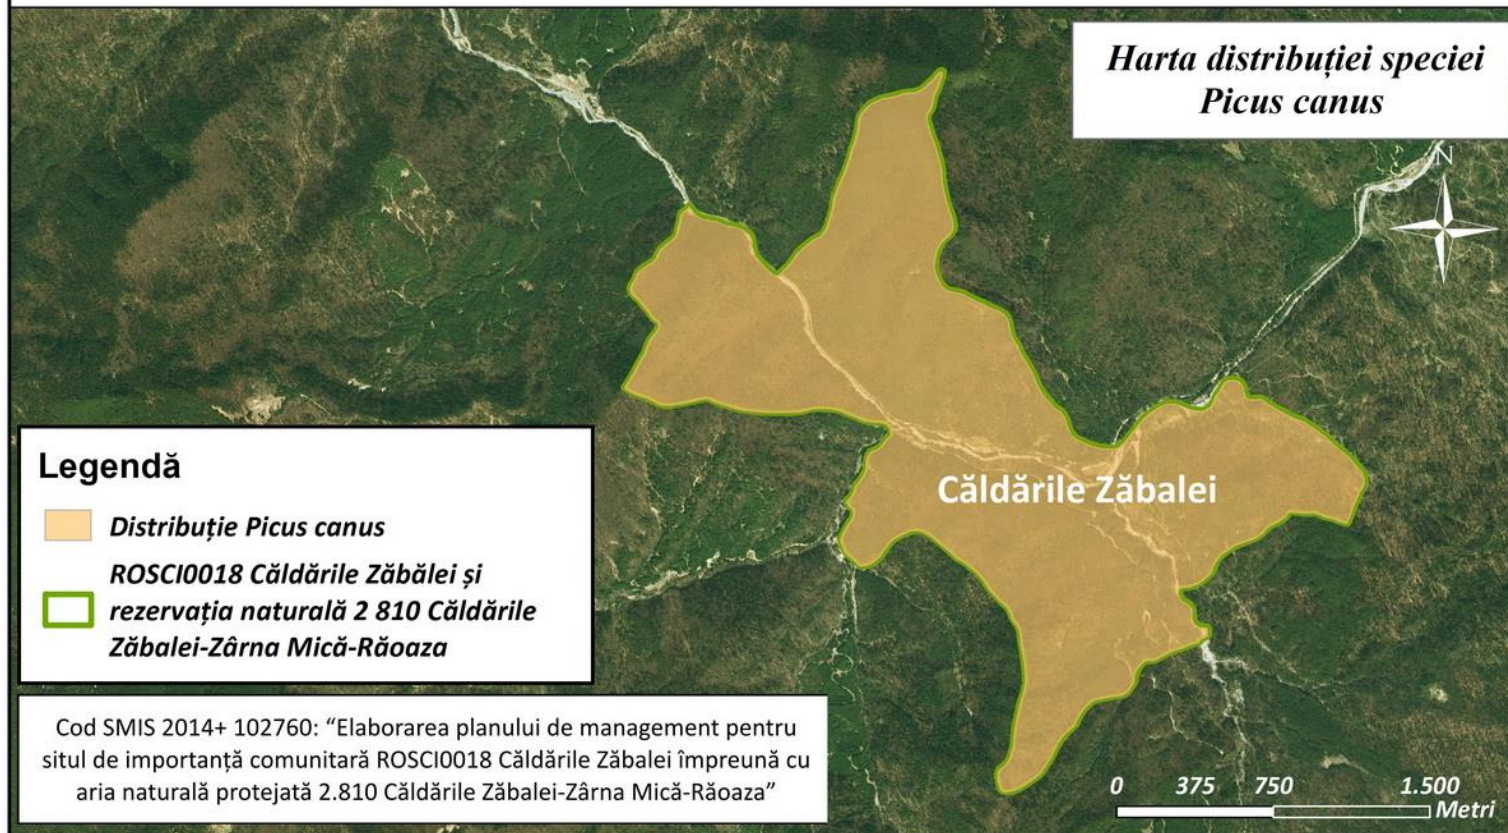 Harta distribuției speciei
Picus canus
N
Căldările Zăbalei
Legendă
Distribuție Picus canus
ROSCI0018 Căldările Zăbălei și
rezervația naturală 2 810 Căldările
Zăbalei-Zârna Mică-Răoaza
Cod SMIS 2014+ 102760: “Elaborarea planului de management pentru
situl de importanță comunitară ROSCI0018 Căldările Zăbalei împreună cu
aria naturală protejată 2.810 Căldările Zăbalei-Zârna Mică-Răoaza”
0 375 750 1.500
Metri